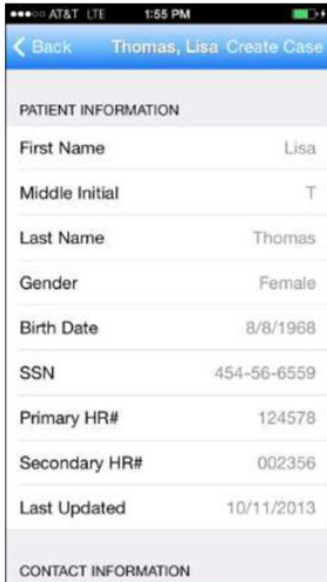 AT&T LTE 1:55 PM
Back Thomas, Lisa Create Case
PATIENT INFORMATION
First Name Lisa
Middle Initial T
Last Name Thomas
Gender Female
Birth Date 8/8/1968
SSN 454-56-6559
Primary HR# 124578
Secondary HR# 002356
Last Updated 10/11/2013
CONTACT INFORMATION